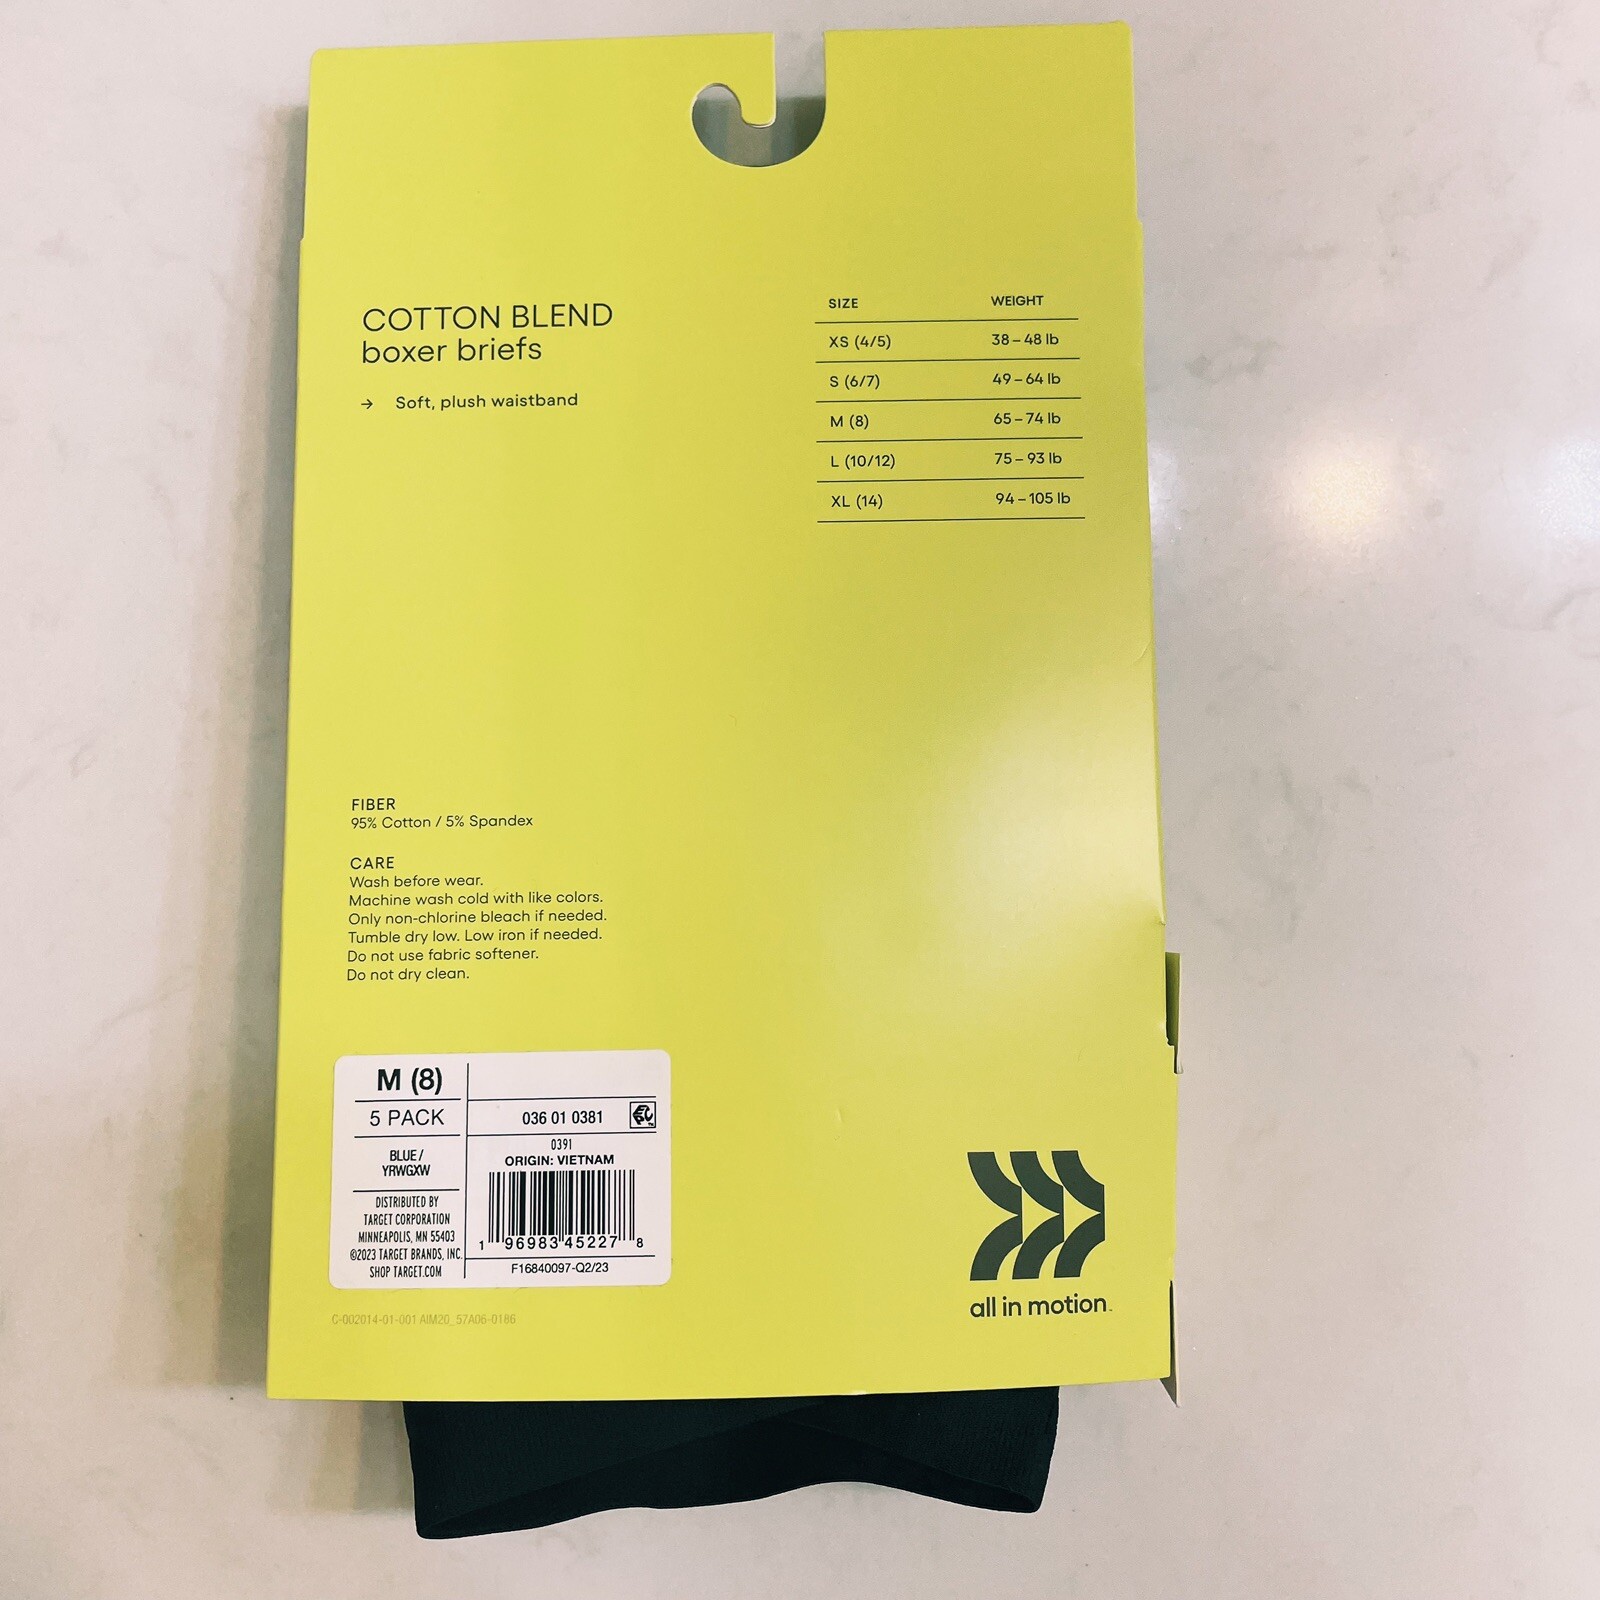 COTTON BLEND
boxer briefs
→ Soft, plush waistband
SIZE WEIGHT
XS (4/5) 38 – 48 lb
S (6/7) 49 – 64 lb
M (8) 65 – 74 lb
L (10/12) 75 – 93 lb
XL (14) 94 – 105 lb
FIBER
95% Cotton / 5% Spandex
CARE
Wash before wear.
Machine wash cold with like colors.
Only non-chlorine bleach if needed.
Tumble dry low. Low iron if needed.
Do not use fabric softener.
Do not dry clean.
M (8)
5 PACK
BLUE /
YRWGXW
DISTRIBUTED BY
TARGET CORPORATION
MINNEAPOLIS, MN 55403
©2023 TARGET BRANDS, INC.
SHOP TARGET.COM
036 01 0381
0391
ORIGIN: VIETNAM
1 96983 45227 8
F16840097-Q2/23
C-002014-01-001 AIM20_57A06-0186
all in motion™